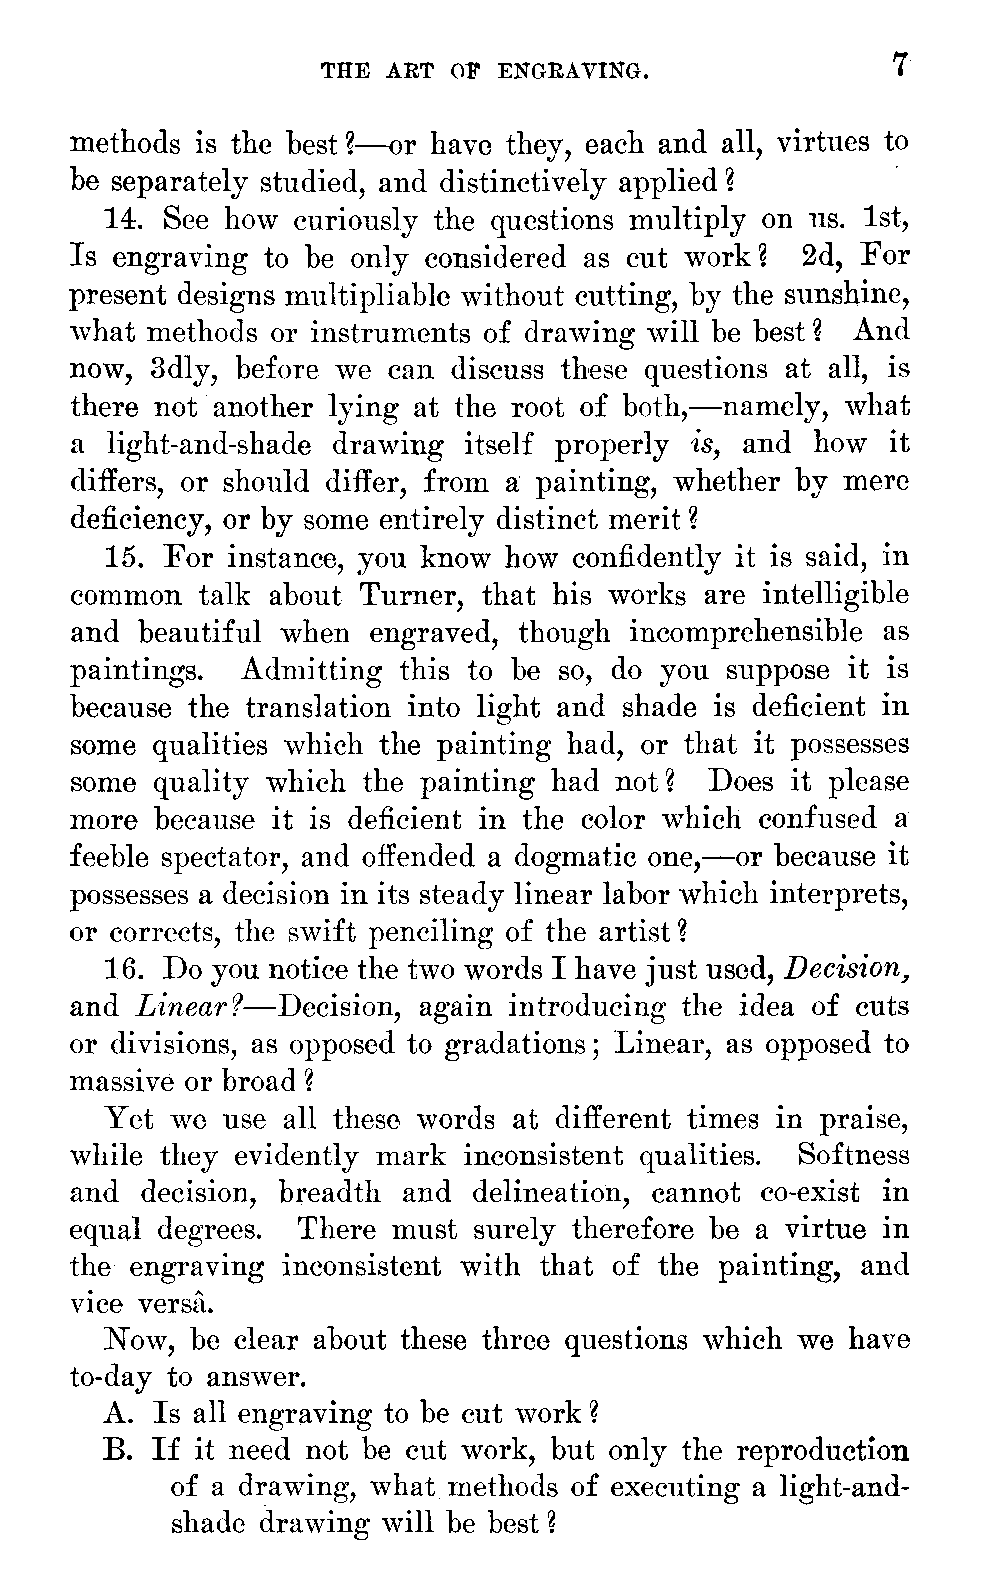 THE ART OF ENGRAVING. 7
methods is the best?—or have they, each and all, virtues to
be separately studied, and distinctively applied?
14. See how curiously the questions multiply on us. 1st,
Is engraving to be only considered as cut work? 2d, For
present designs multipliable without cutting, by the sunshine,
what methods or instruments of drawing will be best? And
now, 3dly, before we can discuss these questions at all, is
there not another lying at the root of both,—namely, what
a light-and-shade drawing itself properly is, and how it
differs, or should differ, from a painting, whether by mere
deficiency, or by some entirely distinct merit?
15. For instance, you know how confidently it is said, in
common talk about Turner, that his works are intelligible
and beautiful when engraved, though incomprehensible as
paintings. Admitting this to be so, do you suppose it is
because the translation into light and shade is deficient in
some qualities which the painting had, or that it possesses
some quality which the painting had not? Does it please
more because it is deficient in the color which confused a
feeble spectator, and offended a dogmatic one,—or because it
possesses a decision in its steady linear labor which interprets,
or corrects, the swift penciling of the artist?
16. Do you notice the two words I have just used, Decision,
and Linear?—Decision, again introducing the idea of cuts
or divisions, as opposed to gradations; Linear, as opposed to
massive or broad?
Yet we use all these words at different times in praise,
while they evidently mark inconsistent qualities. Softness
and decision, breadth and delineation, cannot co-exist in
equal degrees. There must surely therefore be a virtue in
the engraving inconsistent with that of the painting, and
vice versâ.
Now, be clear about these three questions which we have
to-day to answer.
A. Is all engraving to be cut work?
B. If it need not be cut work, but only the reproduction
of a drawing, what methods of executing a light-and-
shade drawing will be best?